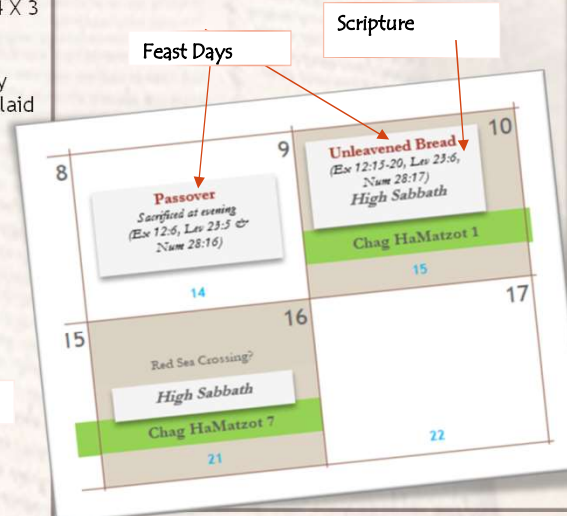 4 X 3
y
laid
Feast Days
Scripture
8
9
10
Passover
Sacrificed at evening
(Ex 12:6, Lev 23:5 &
Num 28:16)
14
Unleavened Bread
(Ex 12:15-20, Lev 23:6,
Num 28:17)
High Sabbath
Chag HaMatzot 1
15
15
16
17
Red Sea Crossing?
High Sabbath
Chag HaMatzot 7
21
22